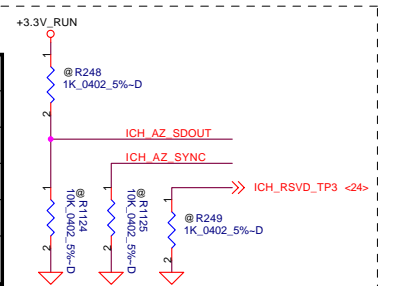 +3.3V_RUN
1
@R248
1K_0402_5%~D
2
ICH_AZ_SDOUT
ICH_AZ_SYNC
ICH_RSVD_TP3 <24>
1
@R1124
10K_0402_5%~D
2
1
@R1125
10K_0402_5%~D
2
1
@R249
1K_0402_5%~D
2